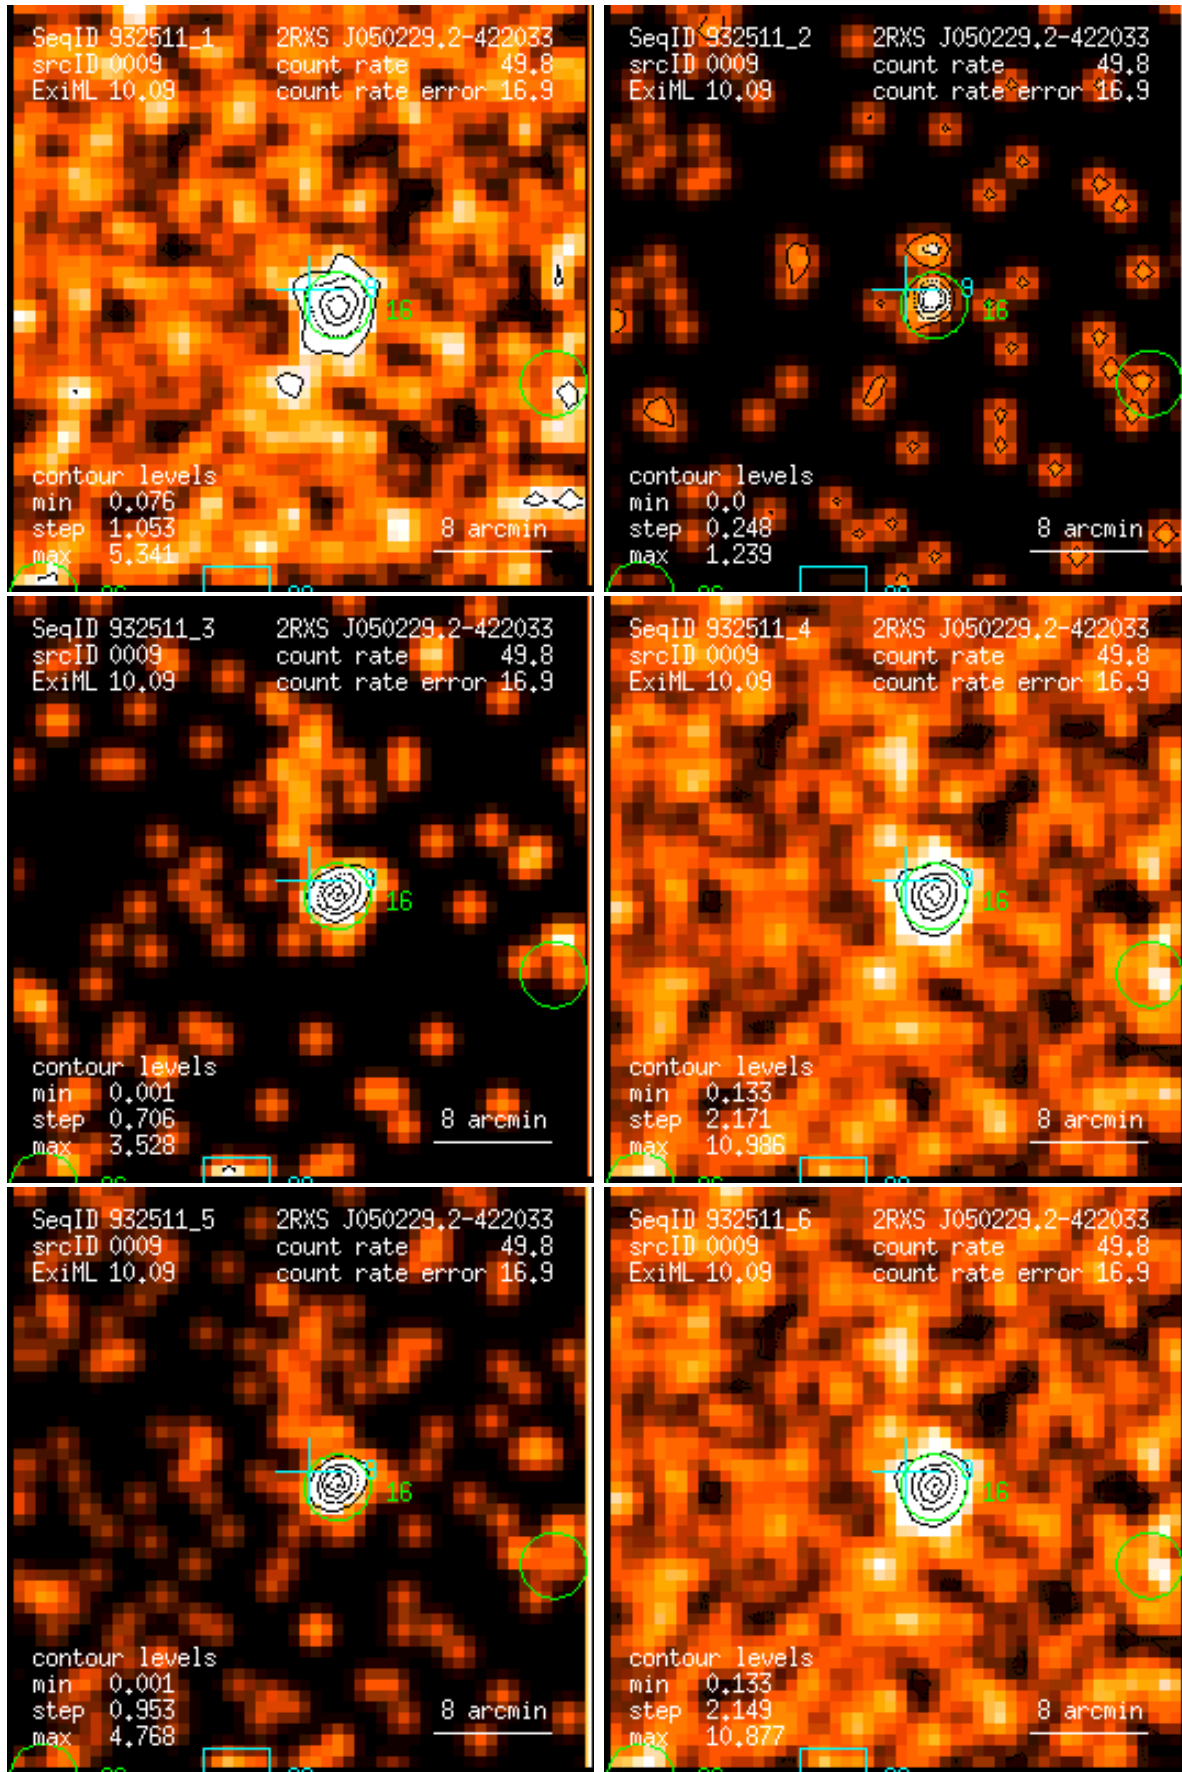 SeqID 932511_1 2RXS J050229.2-422033
srcID 0009 count rate 49.8
ExiML 10.09 count rate error 16.9
9
16
contour levels
min 0.076
step 1.053 8 arcmin
max 5.341
SeqID 932511_2 2RXS J050229.2-422033
srcID 0009 count rate 49.8
ExiML 10.09 count rate error 16.9
9
16
contour levels
min 0.0
step 0.248 8 arcmin
max 1.239
SeqID 932511_3 2RXS J050229.2-422033
srcID 0009 count rate 49.8
ExiML 10.09 count rate error 16.9
9
16
contour levels
min 0.001
step 0.706 8 arcmin
max 3.528
SeqID 932511_4 2RXS J050229.2-422033
srcID 0009 count rate 49.8
ExiML 10.09 count rate error 16.9
9
16
contour levels
min 0.133
step 2.171 8 arcmin
max 10.986
SeqID 932511_5 2RXS J050229.2-422033
srcID 0009 count rate 49.8
ExiML 10.09 count rate error 16.9
9
16
contour levels
min 0.001
step 0.953 8 arcmin
max 4.768
SeqID 932511_6 2RXS J050229.2-422033
srcID 0009 count rate 49.8
ExiML 10.09 count rate error 16.9
9
16
contour levels
min 0.133
step 2.149 8 arcmin
max 10.877